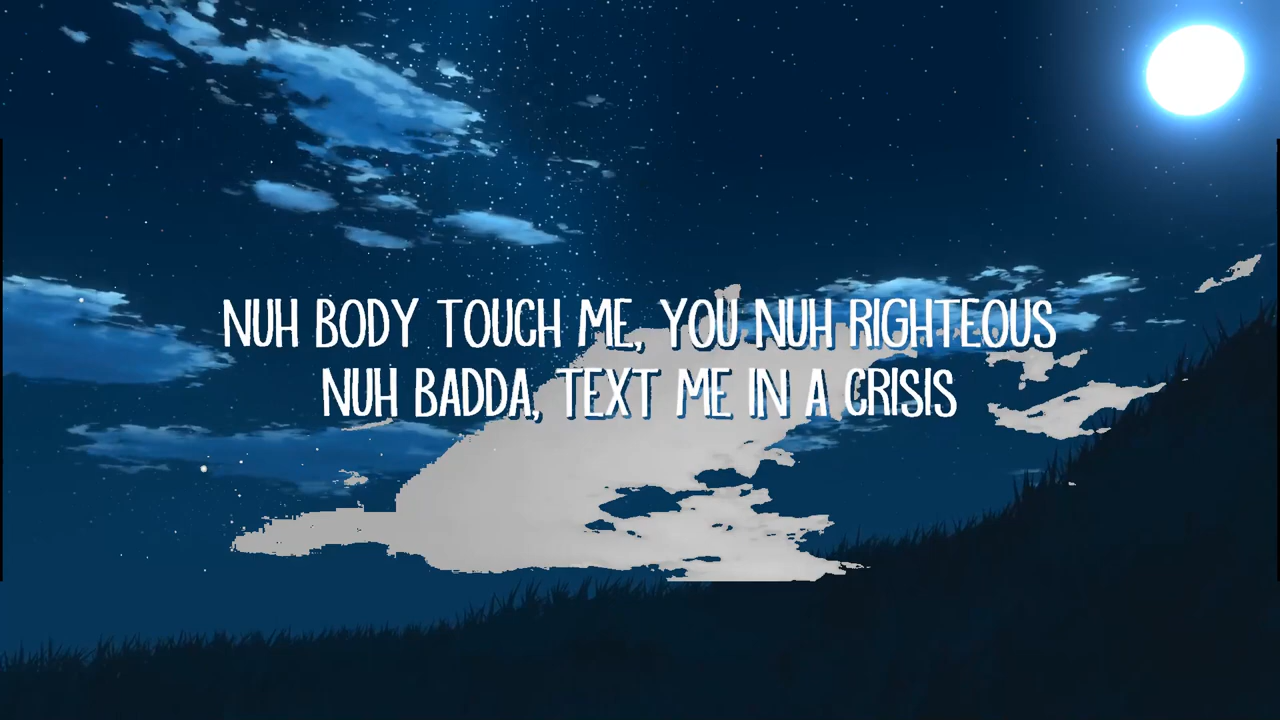 NUH BODY TOUCH ME, YOU NUH RIGHTEOUS
NUH BADDA, TEXT ME IN A CRISIS